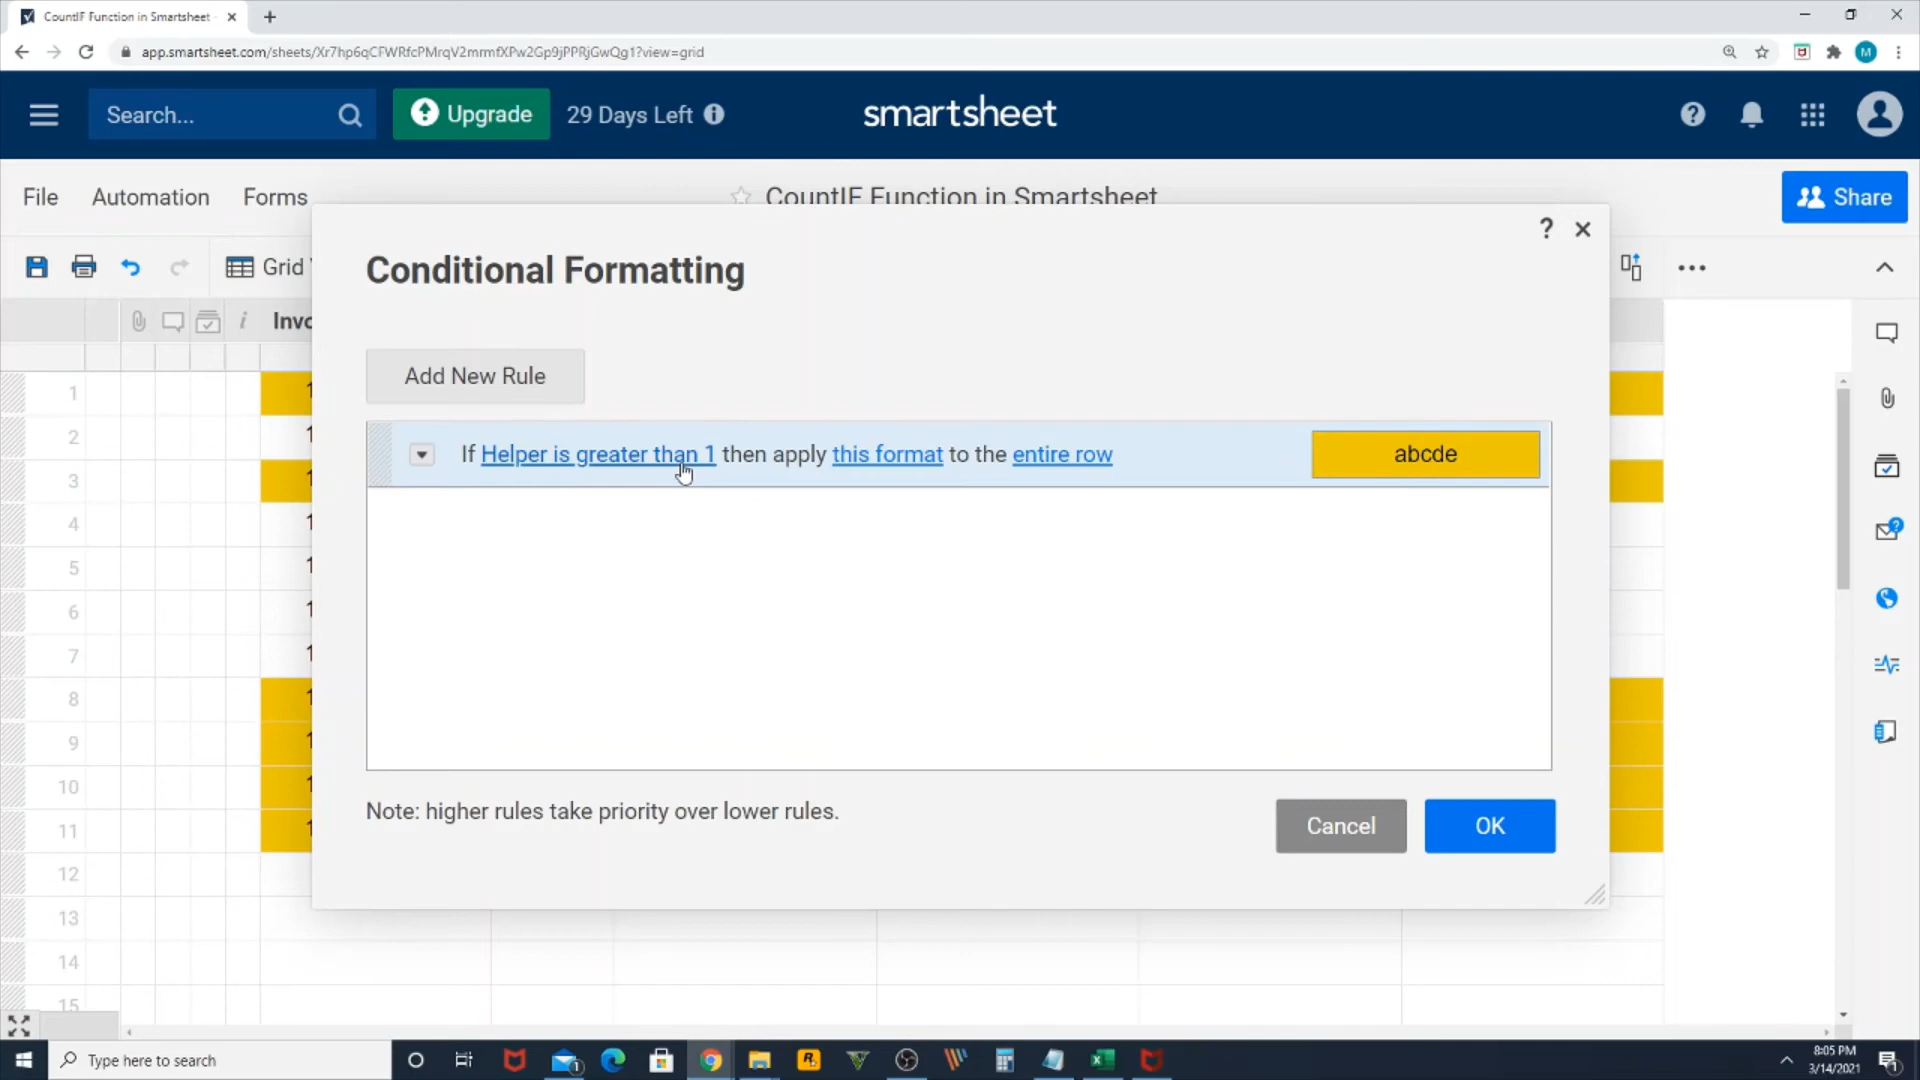 CountIF Function in Smartsheet
app.smartsheet.com/sheets/Xr7hp6qCFWRfcPMrqV2mrmfXPw2Gp9jPPRjGwQg1?view=grid
M
Search...
Upgrade
29 Days Left
smartsheet
File
Automation
Forms
CountIF Function in Smartsheet
Share
Grid
Conditional Formatting
Invo
Add New Rule
If Helper is greater than 1 then apply this format to the entire row
abcde
1
2
3
4
5
6
7
8
9
10
11
12
13
14
15
Note: higher rules take priority over lower rules.
Cancel
OK
Type here to search
8:05 PM
3/14/2021